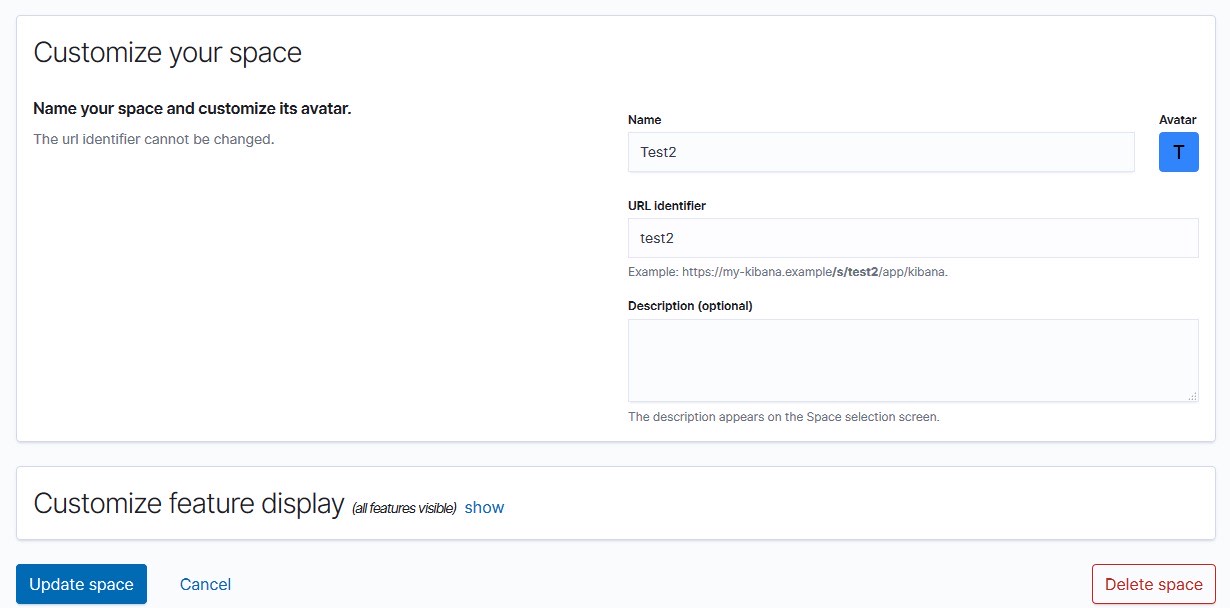 Customize your space
Name your space and customize its avatar.
The url identifier cannot be changed.
Name
Avatar
Test2
T
URL identifier
test2
Example: https://my-kibana.example/s/test2/app/kibana.
Description (optional)
The description appears on the Space selection screen.
Customize feature display (all features visible) show
Update space
Cancel
Delete space